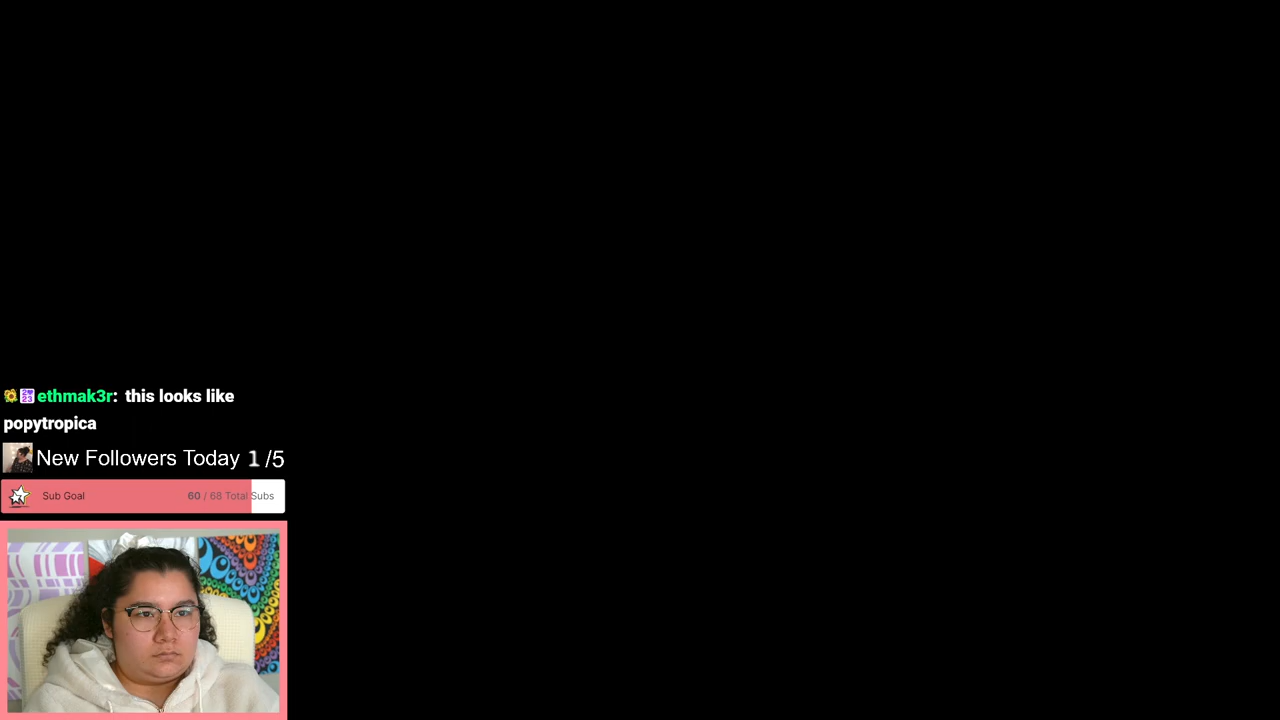 ethmak3r: this looks like
popytropica
New Followers Today 1 /5
Sub Goal 60 / 68 Total Subs